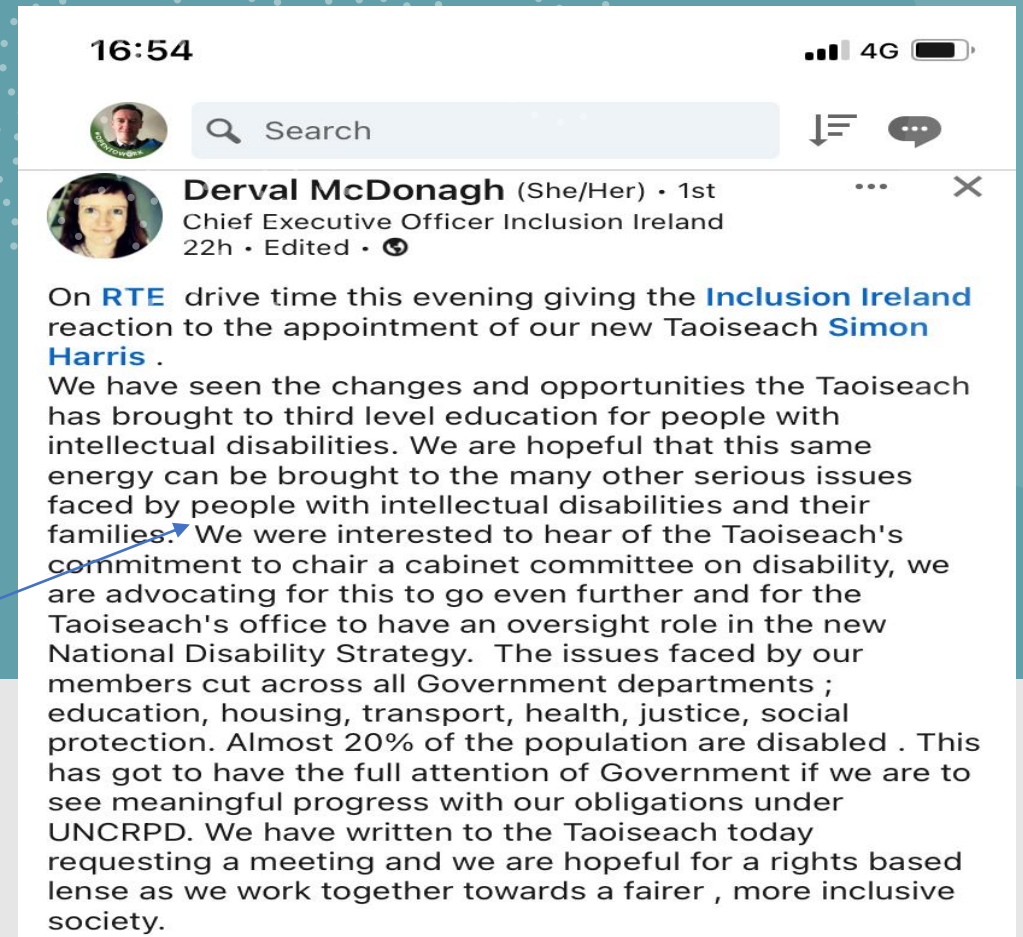 16:54 4G
#OPENTOWORK
Search
Derval McDonagh (She/Her) • 1st
Chief Executive Officer Inclusion Ireland
22h • Edited •
On RTE drive time this evening giving the Inclusion Ireland
reaction to the appointment of our new Taoiseach Simon
Harris .
We have seen the changes and opportunities the Taoiseach
has brought to third level education for people with
intellectual disabilities. We are hopeful that this same
energy can be brought to the many other serious issues
faced by people with intellectual disabilities and their
families. We were interested to hear of the Taoiseach's
commitment to chair a cabinet committee on disability, we
are advocating for this to go even further and for the
Taoiseach's office to have an oversight role in the new
National Disability Strategy. The issues faced by our
members cut across all Government departments ;
education, housing, transport, health, justice, social
protection. Almost 20% of the population are disabled . This
has got to have the full attention of Government if we are to
see meaningful progress with our obligations under
UNCRPD. We have written to the Taoiseach today
requesting a meeting and we are hopeful for a rights based
lense as we work together towards a fairer , more inclusive
society.